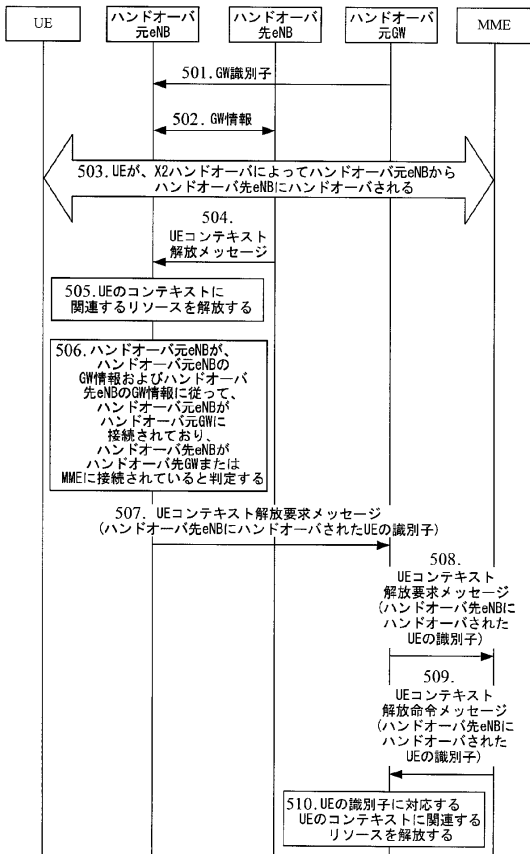 UE
ハンドオーバ
元eNB
ハンドオーバ
先eNB
ハンドオーバ
元GW
MME
501. GW識別子
502. GW情報
503. UEが、X2ハンドオーバによってハンドオーバ元eNBから
ハンドオーバ先eNBにハンドオーバされる
504.
UEコンテキスト
解放メッセージ
505. UEのコンテキストに
関連するリソースを解放する
506. ハンドオーバ元eNBが、
ハンドオーバ元eNBの
GW情報およびハンドオーバ
先eNBのGW情報に従って、
ハンドオーバ元eNBが
ハンドオーバ元GWに
接続されており、
ハンドオーバ先eNBが
ハンドオーバ先GWまたは
MMEに接続されていると判定する
507. UEコンテキスト解放要求メッセージ
(ハンドオーバ先eNBにハンドオーバされたUEの識別子)
508.
UEコンテキスト
解放要求メッセージ
(ハンドオーバ先eNBに
ハンドオーバされた
UEの識別子)
509.
UEコンテキスト
解放命令メッセージ
(ハンドオーバ先eNBに
ハンドオーバされた
UEの識別子)
510. UEの識別子に対応する
UEのコンテキストに関連する
リソースを解放する